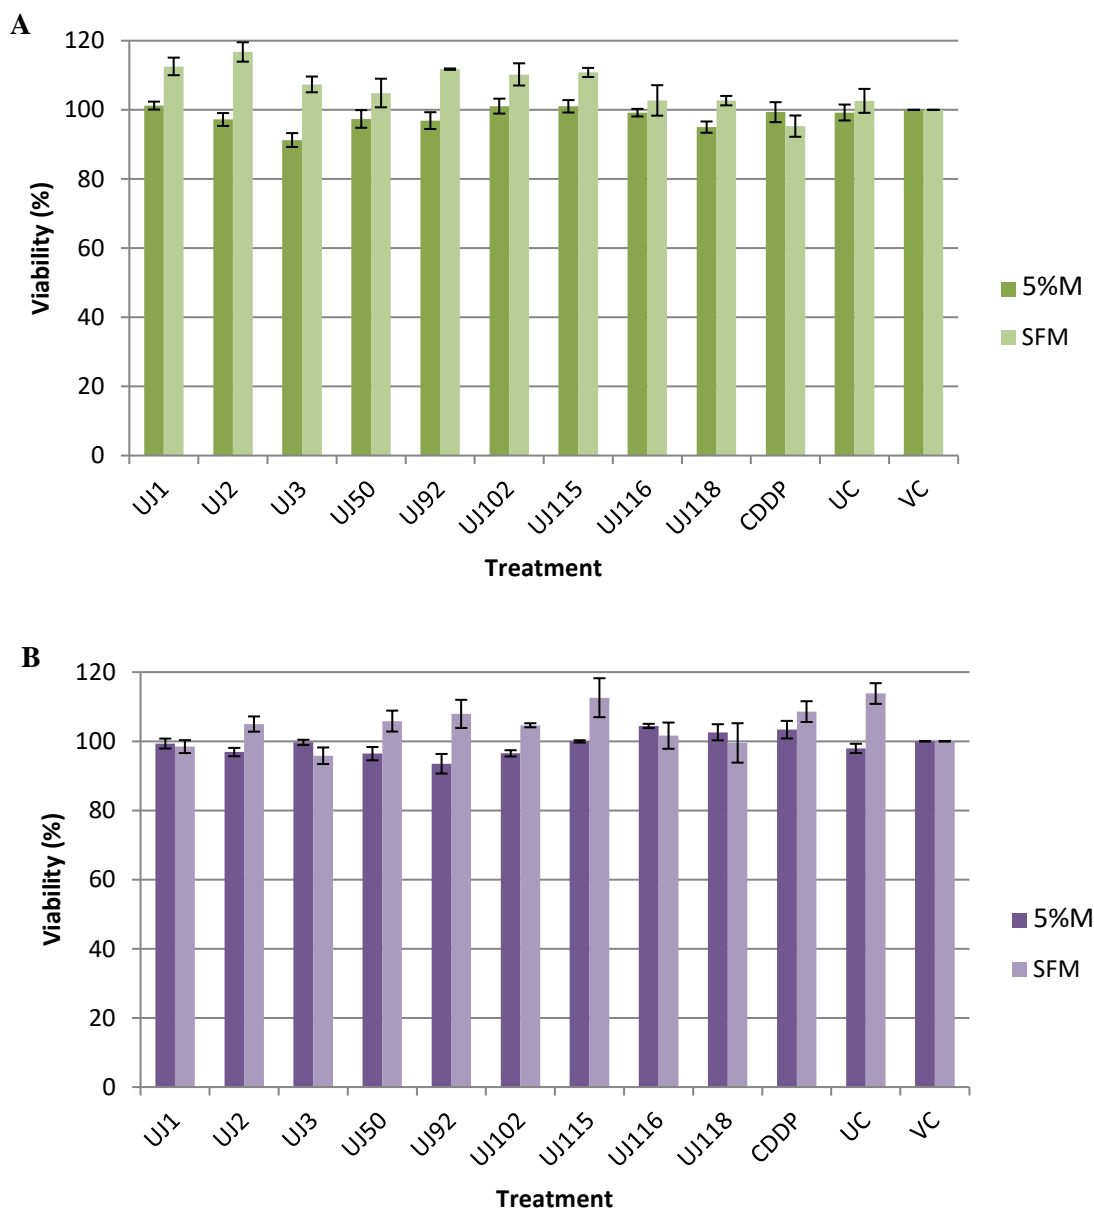 A
120
100
80
60
40
20
0
Viability (%)
UJ1 UJ2 UJ3 UJ50 UJ92 UJ102 UJ115 UJ116 UJ118 CDDP UC VC
Treatment
5%M
SFM
B
120
100
80
60
40
20
0
Viability (%)
UJ1 UJ2 UJ3 UJ50 UJ92 UJ102 UJ115 UJ116 UJ118 CDDP UC VC
Treatment
5%M
SFM